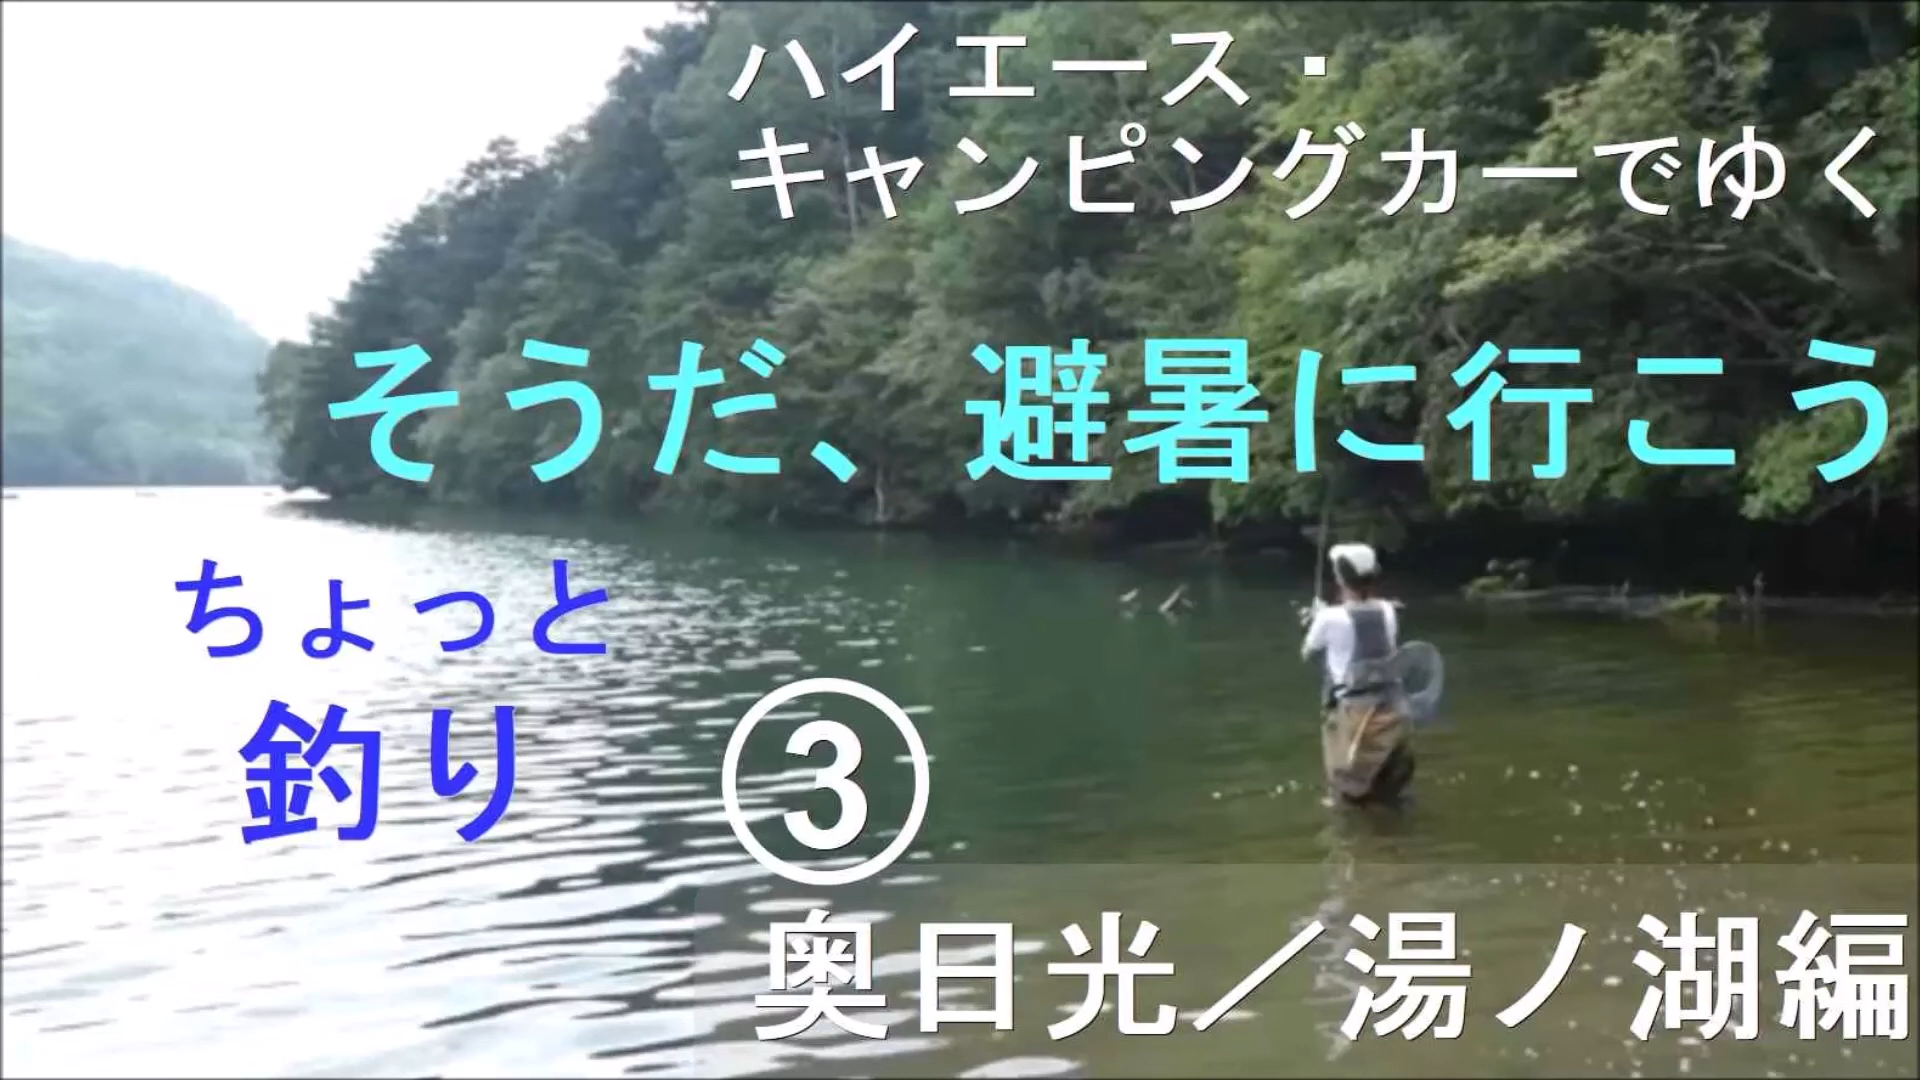 ハイエース・
キャンピングカーでゆく
そうだ、避暑に行こう
ちょっと
釣り
③
奥日光／湯ノ湖編